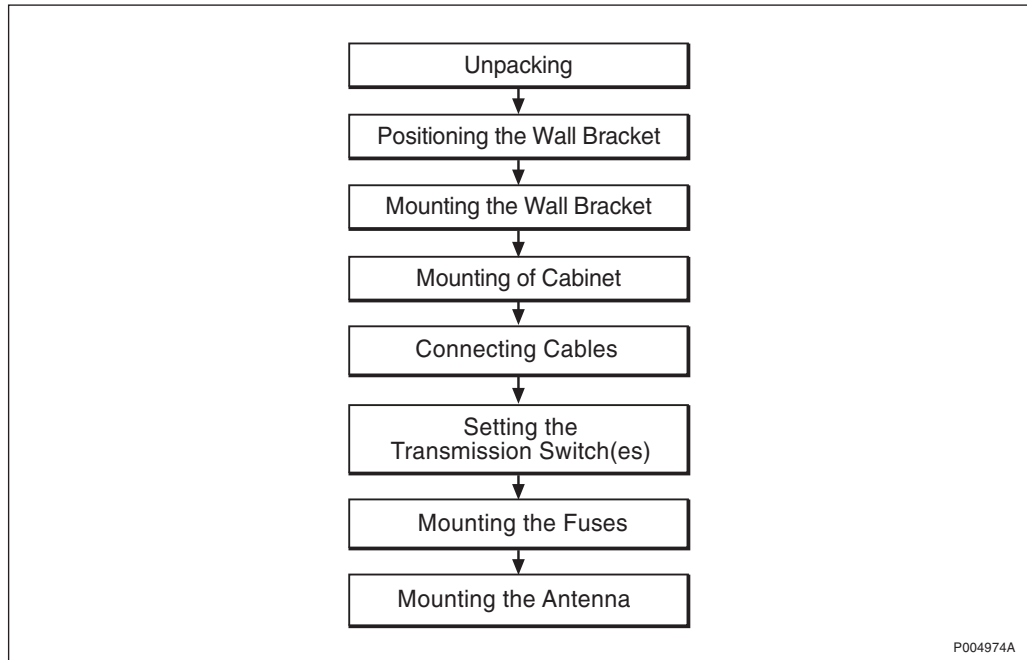 Unpacking
Positioning the Wall Bracket
Mounting the Wall Bracket
Mounting of Cabinet
Connecting Cables
Setting the
Transmission Switch(es)
Mounting the Fuses
Mounting the Antenna
P004974A